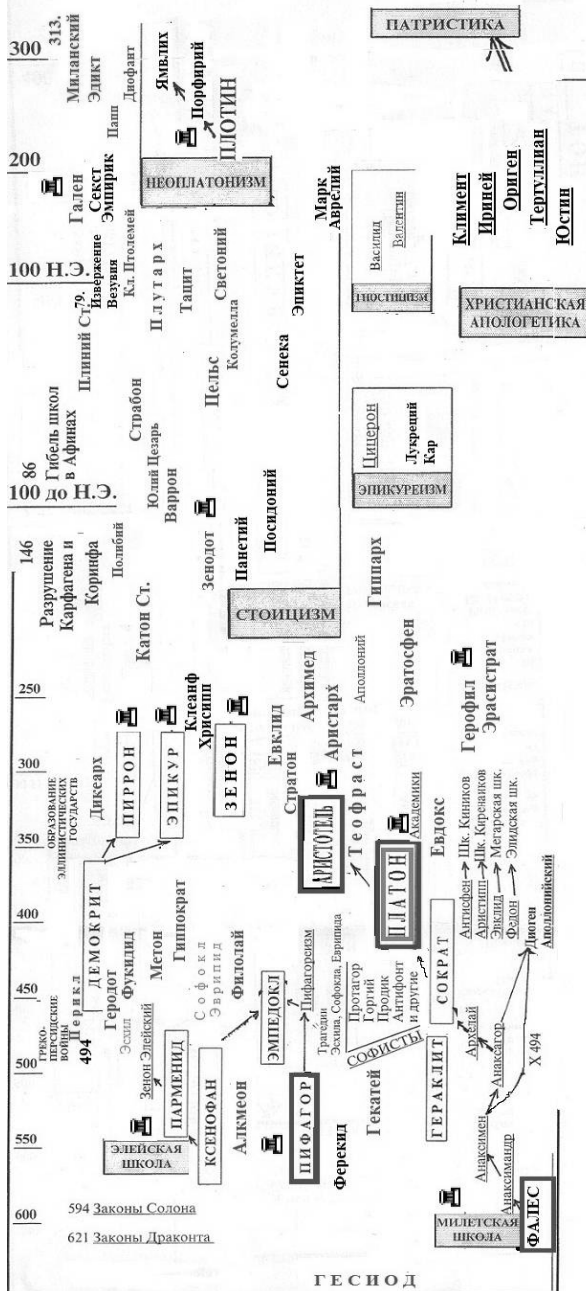 300
200
100 Н.Э.
100 до Н.Э.
313.
Миланский
Эдикт
Папп
Диофант
Ямвлих
Порфирий
ПЛОТИН
НЕОПЛАТОНИЗМ
ПАТРИСТИКА
Гален
Секст
Эмпирик
79.
Извержение
Везувия
Кл. Птолемей
Плиний Ст.
Плутарх
Тацит
Светоний
Колумелла
Цельс
Эпиктет
Сенека
Марк
Аврелий
Василид
Валентин
ГНОСТИЦИЗМ
Климент
Ириней
Ориген
Тертуллиан
Юстин
ХРИСТИАНСКАЯ
АПОЛОГЕТИКА
86
Гибель школ
в Афинах
Страбон
Юлий Цезарь
Варрон
Цицерон
Лукреций
Кар
ЭПИКУРЕИЗМ
146
Разрушение
Карфагена и
Коринфа
Полибий
Катон Ст.
Зенодот
Панетий
Посидоний
СТОИЦИЗМ
Гиппарх
250
300
350
400
450
500
550
600
ОБРАЗОВАНИЕ
ЭЛЛИНИСТИЧЕСКИХ
ГОСУДАРСТВ
Дикеарх
ПИРРОН
ЭПИКУР
Клеанф
Хрисипп
ЗЕНОН
Евклид
Стратон
Архимед
Аристарх
Аполлоний
Эратосфен
Герофил
Эрасистрат
АРИСТОТЕЛЬ
Теофраст
ПЛАТОН
Академики
Евдокс
Антисфен
Шк. Киников
Аристипп
Шк. Киренаиков
Эвклид
Мегарская шк.
Федон
Элидская шк.
Диоген
Аполлонийский
ГРЕКО-
ПЕРСИДСКИЕ
ВОЙНЫ
494
Перикл
ДЕМОКРИТ
Геродот
Эсхил
Фукидид
Метон
Гиппократ
Софокл
Эврипид
Филолай
Зенон Элейский
ПАРМЕНИД
КСЕНОФАН
ЭЛЕЙСКАЯ
ШКОЛА
Алкмеон
ЭМПЕДОКЛ
Пифагореизм
ПИФАГОР
Ферекид
Трагедии
Эсхила, Софокла, Еврипида
СОФИСТЫ
Протагор
Горгий
Продик
Антифонт
и другие
Гекатей
СОКРАТ
ГЕРАКЛИТ
Архелай
Анаксагор
Х 494
Анаксимен
Анаксимандр
МИЛЕТСКАЯ
ШКОЛА
ФАЛЕС
594 Законы Солона
621 Законы Драконта
ГЕСИОД